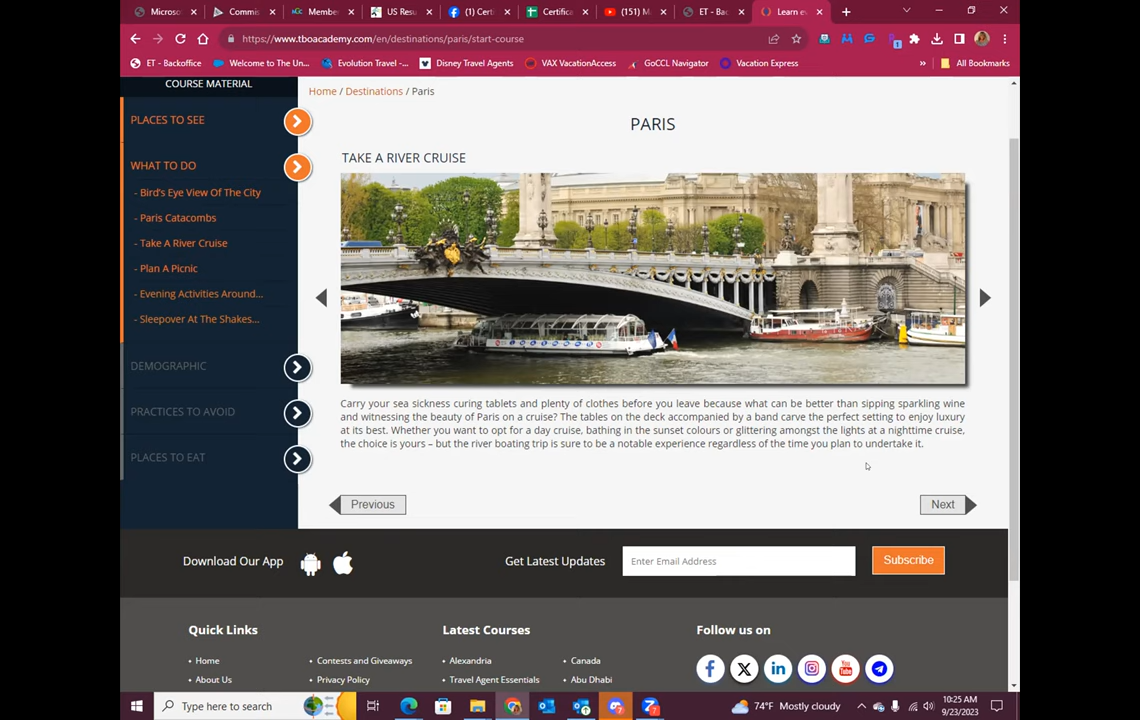 Microso
Commis
Membe
US Resu
(1) Certi
Certifica
(151) M
ET - Bac
Learn ev
https://www.tboacademy.com/en/destinations/paris/start-course
ET - Backoffice
Welcome to The Un...
Evolution Travel -...
Disney Travel Agents
VAX VacationAccess
GoCCL Navigator
Vacation Express
All Bookmarks
COURSE MATERIAL
PLACES TO SEE
WHAT TO DO
- Bird's Eye View Of The City
- Paris Catacombs
- Take A River Cruise
- Plan A Picnic
- Evening Activities Around...
- Sleepover At The Shakes...
DEMOGRAPHIC
PRACTICES TO AVOID
PLACES TO EAT
Home / Destinations / Paris
PARIS
TAKE A RIVER CRUISE
Carry your sea sickness curing tablets and plenty of clothes before you leave because what can be better than sipping sparkling wine
and witnessing the beauty of Paris on a cruise? The tables on the deck accompanied by a band carve the perfect setting to enjoy luxury
at its best. Whether you want to opt for a day cruise, bathing in the sunset colours or glittering amongst the lights at a nighttime cruise,
the choice is yours – but the river boating trip is sure to be a notable experience regardless of the time you plan to undertake it.
Previous
Next
Download Our App
Get Latest Updates
Enter Email Address
Subscribe
Quick Links
Home
About Us
Contests and Giveaways
Privacy Policy
Latest Courses
Alexandria
Travel Agent Essentials
Canada
Abu Dhabi
Follow us on
Type here to search
74°F Mostly cloudy
10:25 AM
9/23/2023